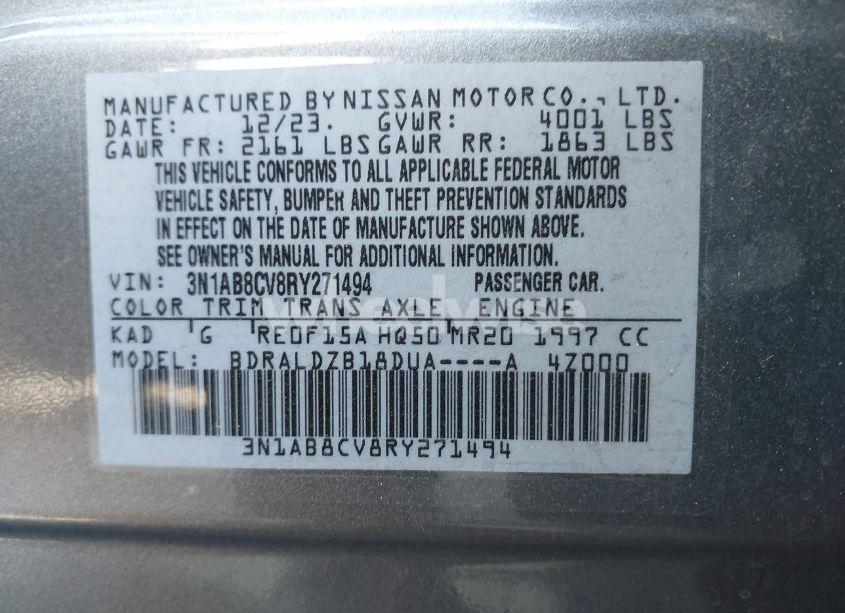 MANUFACTURED BY NISSAN MOTOR CO., LTD.
DATE: 12/23. GVWR: 4001 LBS
GAWR FR: 2161 LBS GAWR RR: 1863 LBS
THIS VEHICLE CONFORMS TO ALL APPLICABLE FEDERAL MOTOR
VEHICLE SAFETY, BUMPER AND THEFT PREVENTION STANDARDS
IN EFFECT ON THE DATE OF MANUFACTURE SHOWN ABOVE.
SEE OWNER'S MANUAL FOR ADDITIONAL INFORMATION.
VIN: 3N1AB8CV8RY271494 PASSENGER CAR.
COLOR TRIM TRANS AXLE ENGINE
KAD G RE0F15A HQ50 MR20 1997 CC
MODEL: BDRALDZB18DUA----A 4Z000
3N1AB8CV8RY271494